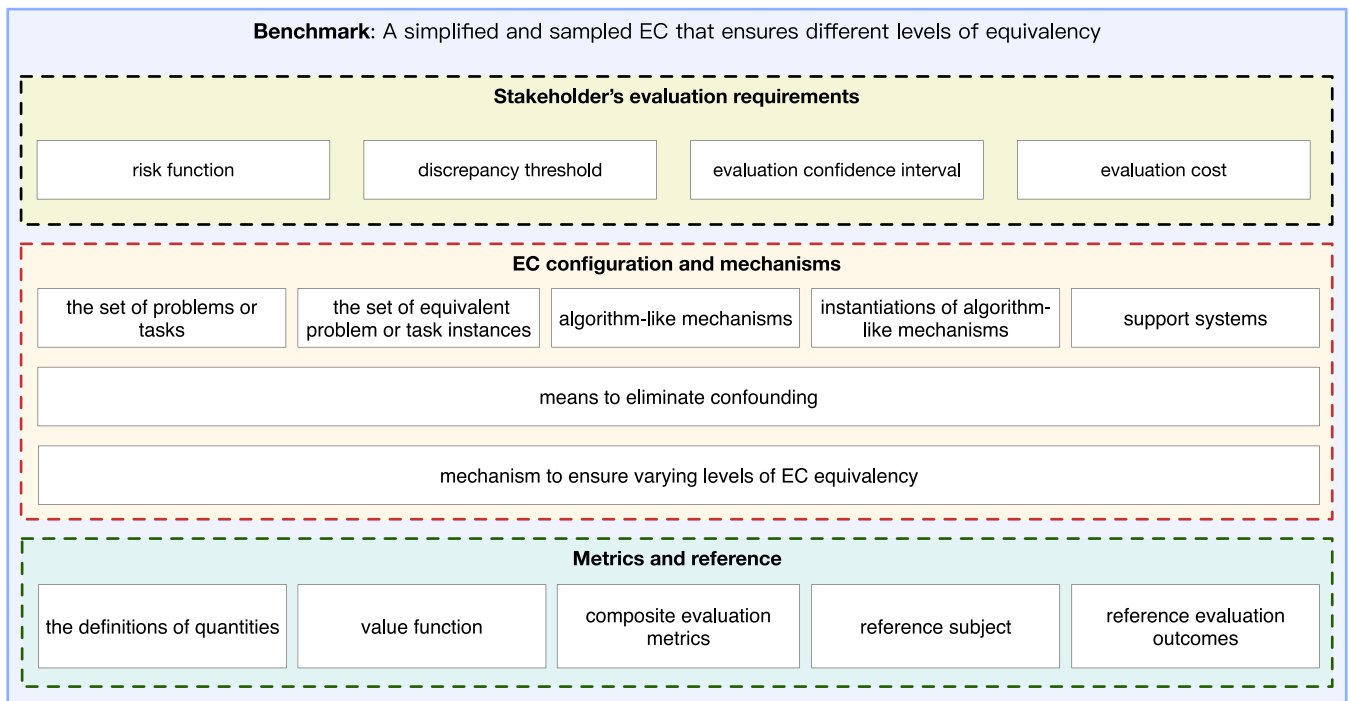 Benchmark: A simplified and sampled EC that ensures different levels of equivalency
Stakeholder's evaluation requirements
risk function
discrepancy threshold
evaluation confidence interval
evaluation cost
EC configuration and mechanisms
the set of problems or
tasks
the set of equivalent
problem or task instances
algorithm-like mechanisms
instantiations of algorithm-
like mechanisms
support systems
means to eliminate confounding
mechanism to ensure varying levels of EC equivalency
Metrics and reference
the definitions of quantities
value function
composite evaluation
metrics
reference subject
reference evaluation
outcomes